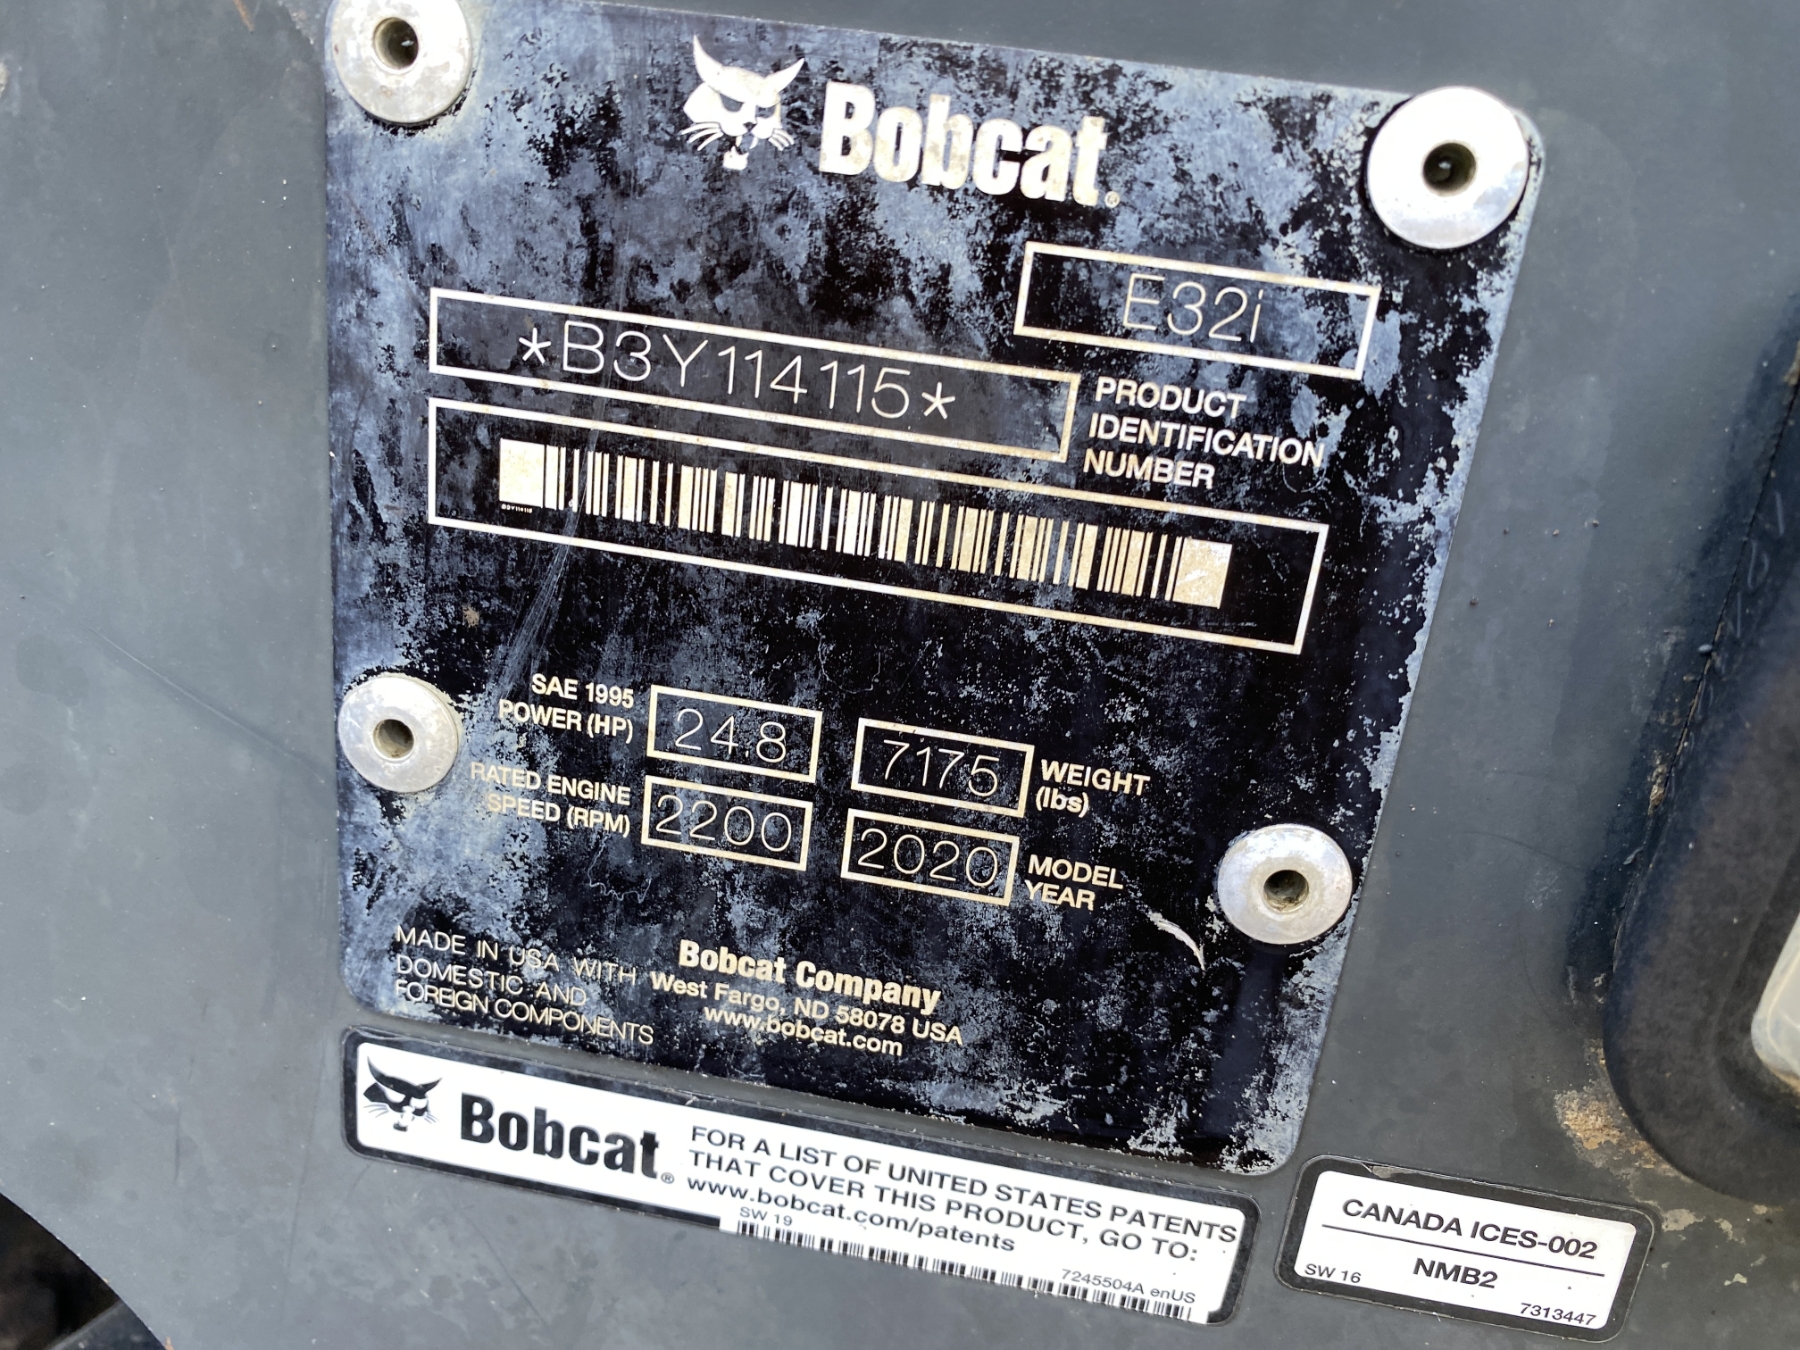 Bobcat®
E32i
*B3Y114115*
PRODUCT
IDENTIFICATION
NUMBER
B3Y114115
SAE 1995
POWER (HP)
24.8
7175
WEIGHT
(lbs)
RATED ENGINE
SPEED (RPM)
2200
2020
MODEL
YEAR
MADE IN USA WITH
DOMESTIC AND
FOREIGN COMPONENTS
Bobcat Company
West Fargo, ND 58078 USA
www.bobcat.com
Bobcat®
FOR A LIST OF UNITED STATES PATENTS
THAT COVER THIS PRODUCT, GO TO:
www.bobcat.com/patents
SW 19
7245504A enUS
CANADA ICES-002
NMB2
SW 16
7313447